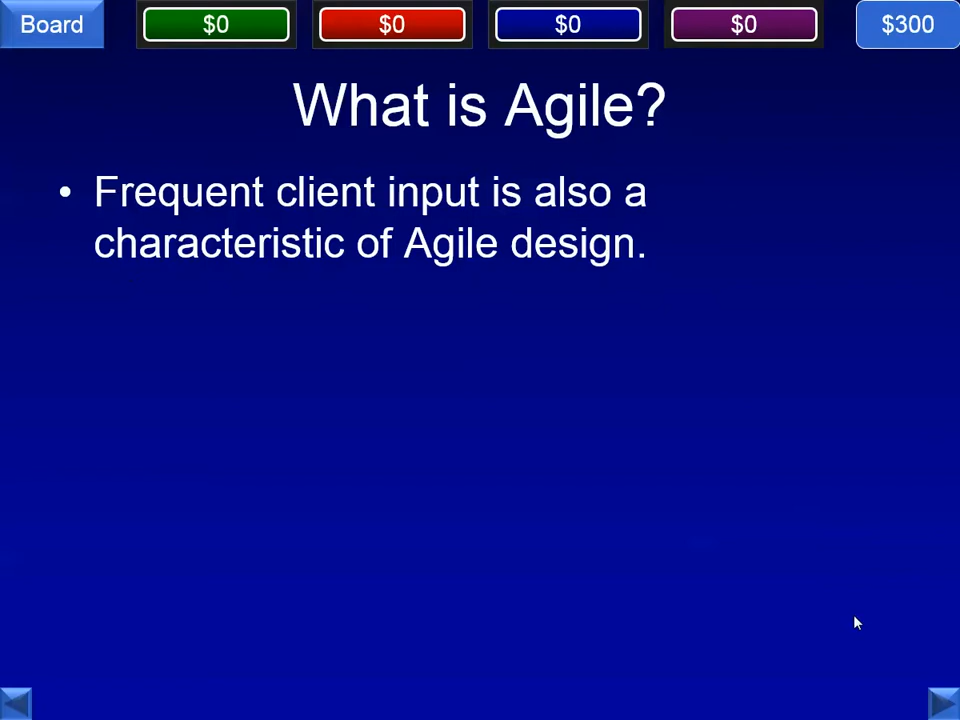 Board $0 $0 $0 $0 $300
What is Agile?
• Frequent client input is also a
characteristic of Agile design.